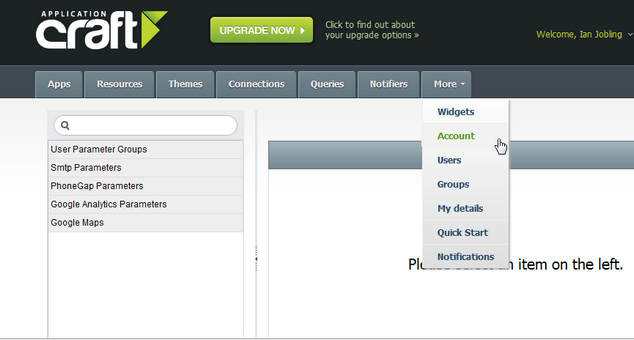 APPLICATION
craft
UPGRADE NOW
Click to find out about
your upgrade options »
Welcome, Ian Jobling
Apps
Resources
Themes
Connections
Queries
Notifiers
More
Widgets
Account
Users
Groups
My details
Quick Start
Notifications
User Parameter Groups
Smtp Parameters
PhoneGap Parameters
Google Analytics Parameters
Google Maps
an item on the left.